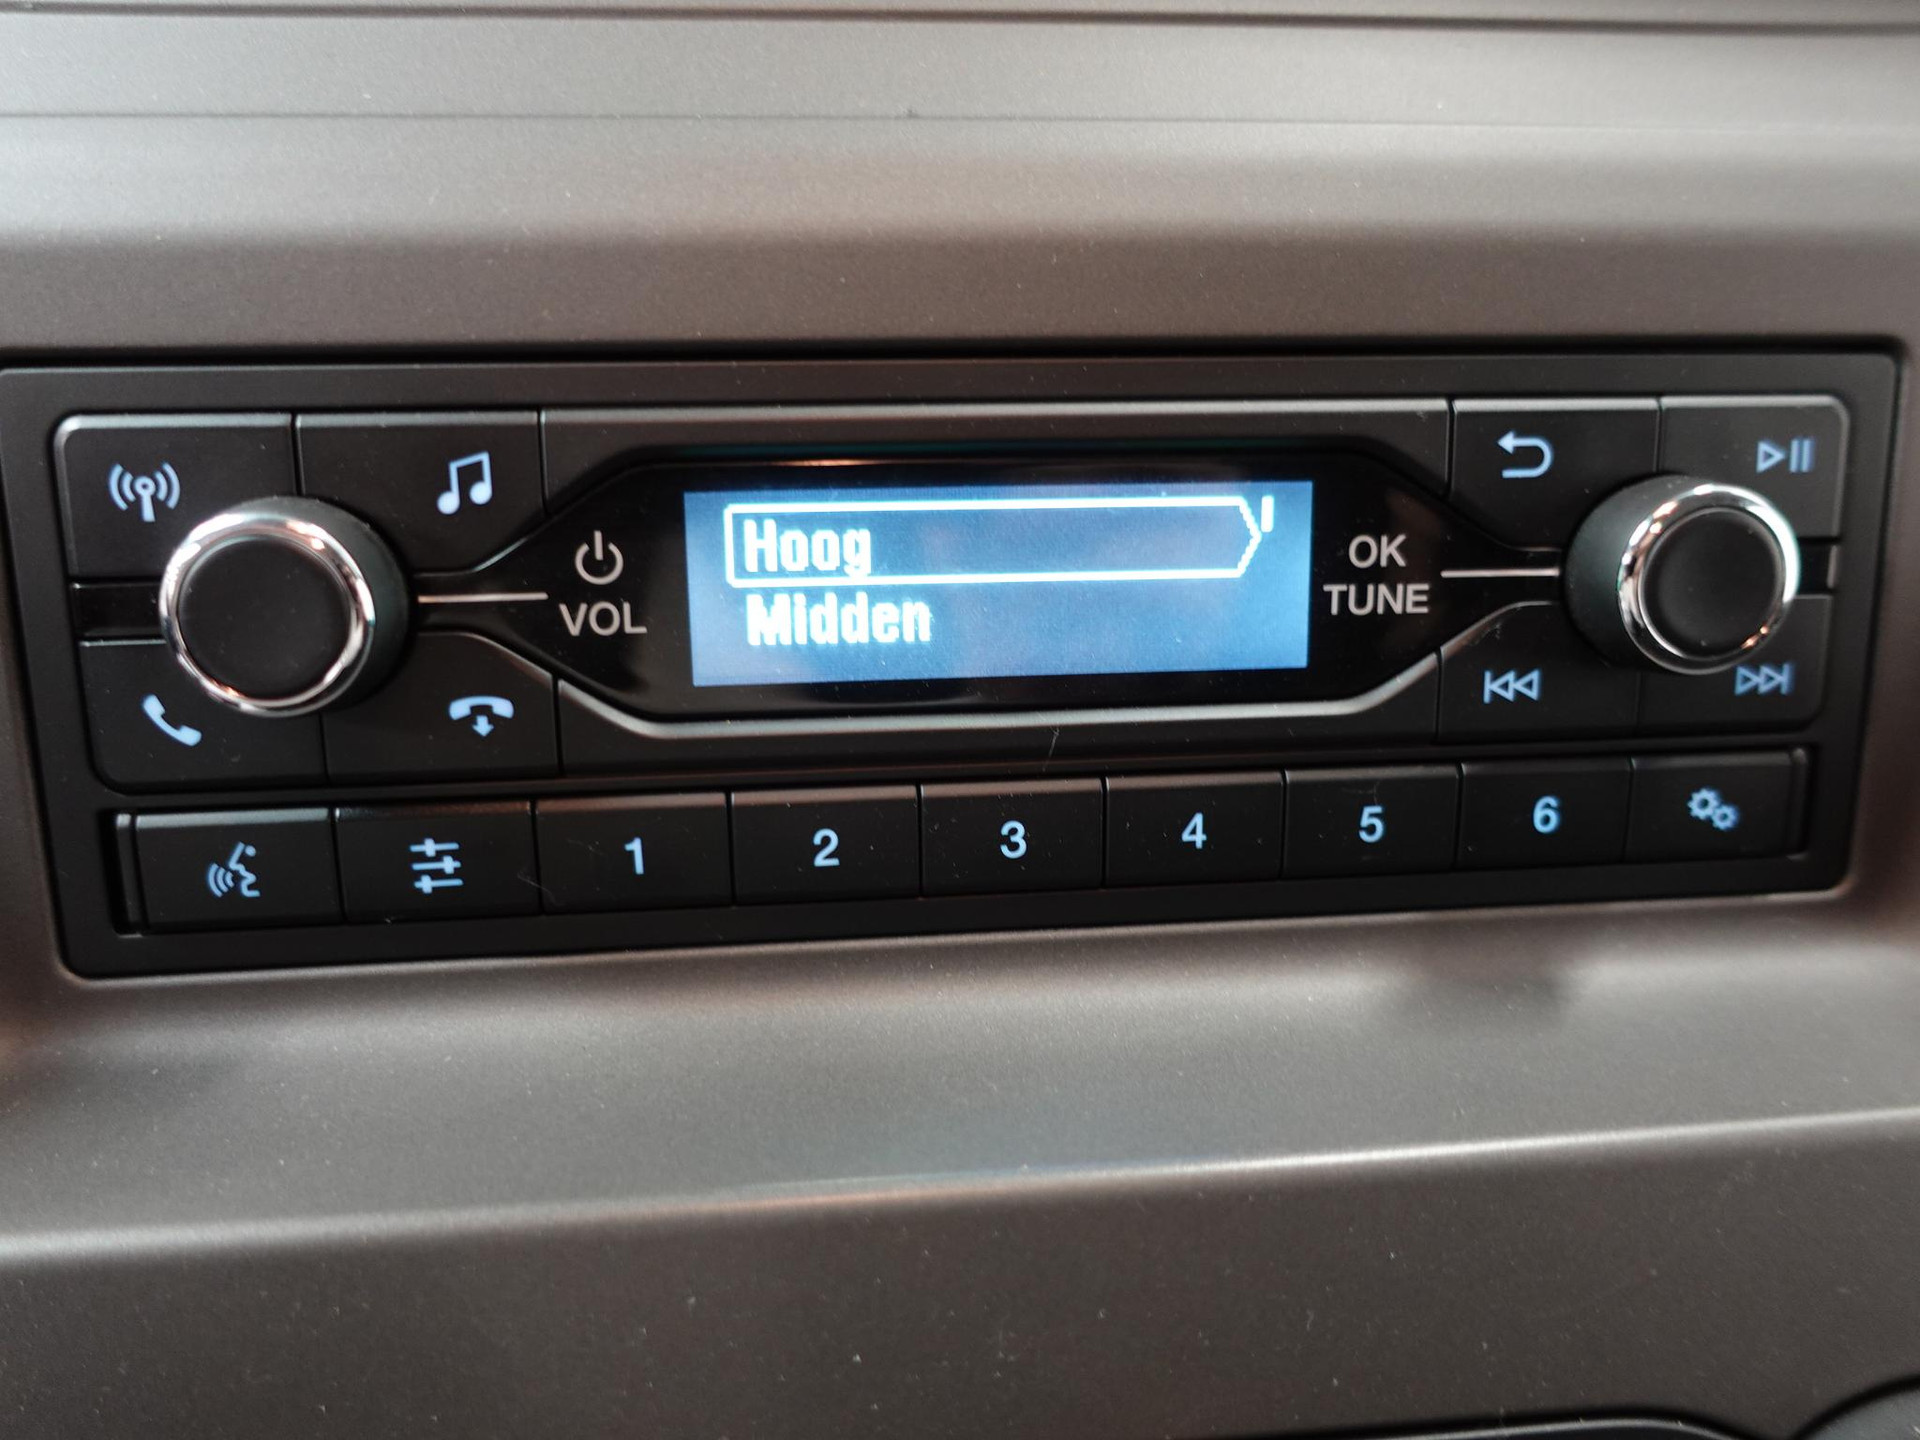 Hoog
Midden
VOL
OK
TUNE
1 2 3 4 5 6